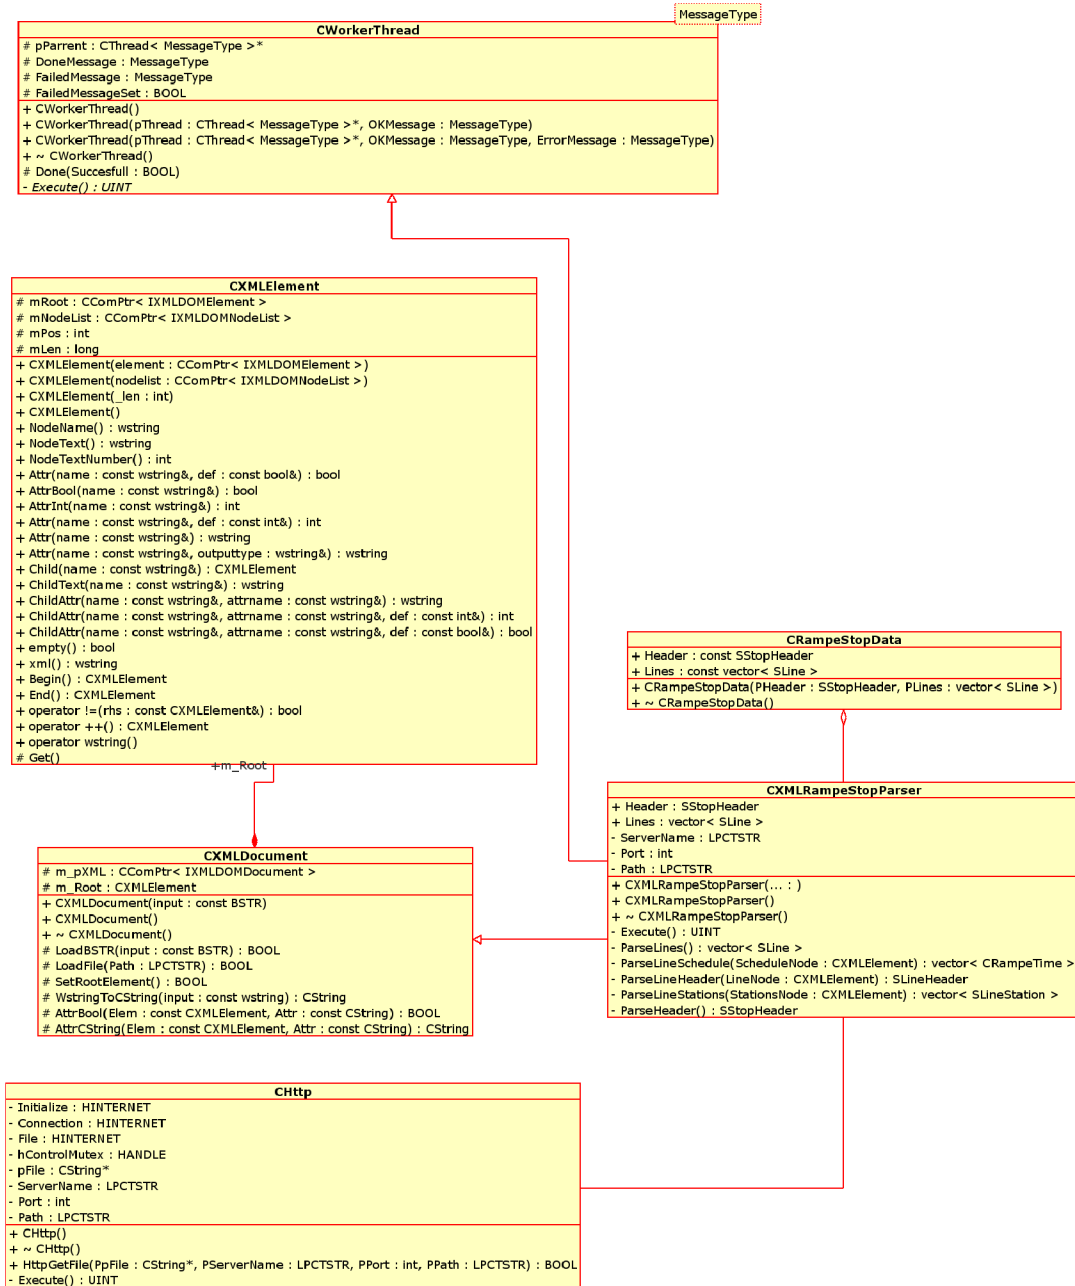 MessageType
CWorkerThread
# pParrent : CThread< MessageType >*
# DoneMessage : MessageType
# FailedMessage : MessageType
# FailedMessageSet : BOOL
+ CWorkerThread()
+ CWorkerThread(pThread : CThread< MessageType >*, OKMessage : MessageType)
+ CWorkerThread(pThread : CThread< MessageType >*, OKMessage : MessageType, ErrorMessage : MessageType)
+ ~ CWorkerThread()
# Done(Succesfull : BOOL)
- Execute() : UINT
CXMLElement
# mRoot : CComPtr< IXMLDOMElement >
# mNodeList : CComPtr< IXMLDOMNodeList >
# mPos : int
# mLen : long
+ CXMLElement(element : CComPtr< IXMLDOMElement >)
+ CXMLElement(nodelist : CComPtr< IXMLDOMNodeList >)
+ CXMLElement(_len : int)
+ CXMLElement()
+ NodeName() : wstring
+ NodeText() : wstring
+ NodeTextNumber() : int
+ Attr(name : const wstring&, def : const bool&) : bool
+ AttrBool(name : const wstring&) : bool
+ AttrInt(name : const wstring&) : int
+ Attr(name : const wstring&, def : const int&) : int
+ Attr(name : const wstring&) : wstring
+ Attr(name : const wstring&, outputtype : wstring&) : wstring
+ Child(name : const wstring&) : CXMLElement
+ ChildText(name : const wstring&) : wstring
+ ChildAttr(name : const wstring&, attrname : const wstring&) : wstring
+ ChildAttr(name : const wstring&, attrname : const wstring&, def : const int&) : int
+ ChildAttr(name : const wstring&, attrname : const wstring&, def : const bool&) : bool
+ empty() : bool
+ xml() : wstring
+ Begin() : CXMLElement
+ End() : CXMLElement
+ operator !=(rhs : const CXMLElement&) : bool
+ operator ++() : CXMLElement
+ operator wstring()
# Get()
+m_Root
CRampeStopData
+ Header : const SStopHeader
+ Lines : const vector< SLine >
+ CRampeStopData(PHeader : SStopHeader, PLines : vector< SLine >)
+ ~ CRampeStopData()
CXMLRampeStopParser
+ Header : SStopHeader
+ Lines : vector< SLine >
- ServerName : LPCTSTR
- Port : int
- Path : LPCTSTR
+ CXMLRampeStopParser(... : )
+ CXMLRampeStopParser()
+ ~ CXMLRampeStopParser()
- Execute() : UINT
- ParseLines() : vector< SLine >
- ParseLineSchedule(ScheduleNode : CXMLElement) : vector< CRampeTime >
- ParseLineHeader(LineNode : CXMLElement) : SLineHeader
- ParseLineStations(StationsNode : CXMLElement) : vector< SLineStation >
- ParseHeader() : SStopHeader
CXMLDocument
# m_pXML : CComPtr< IXMLDOMDocument >
# m_Root : CXMLElement
+ CXMLDocument(input : const BSTR)
+ CXMLDocument()
+ ~ CXMLDocument()
# LoadBSTR(input : const BSTR) : BOOL
# LoadFile(Path : LPCTSTR) : BOOL
# SetRootElement() : BOOL
# WstringToCString(input : const wstring) : CString
# AttrBool(Elem : const CXMLElement, Attr : const CString) : BOOL
# AttrCString(Elem : const CXMLElement, Attr : const CString) : CString
CHttp
- Initialize : HINTERNET
- Connection : HINTERNET
- File : HINTERNET
- hControlMutex : HANDLE
- pFile : CString*
- ServerName : LPCTSTR
- Port : int
- Path : LPCTSTR
+ CHttp()
+ ~ CHttp()
+ HttpGetFile(PpFile : CString*, PServerName : LPCTSTR, PPort : int, PPath : LPCTSTR) : BOOL
- Execute() : UINT